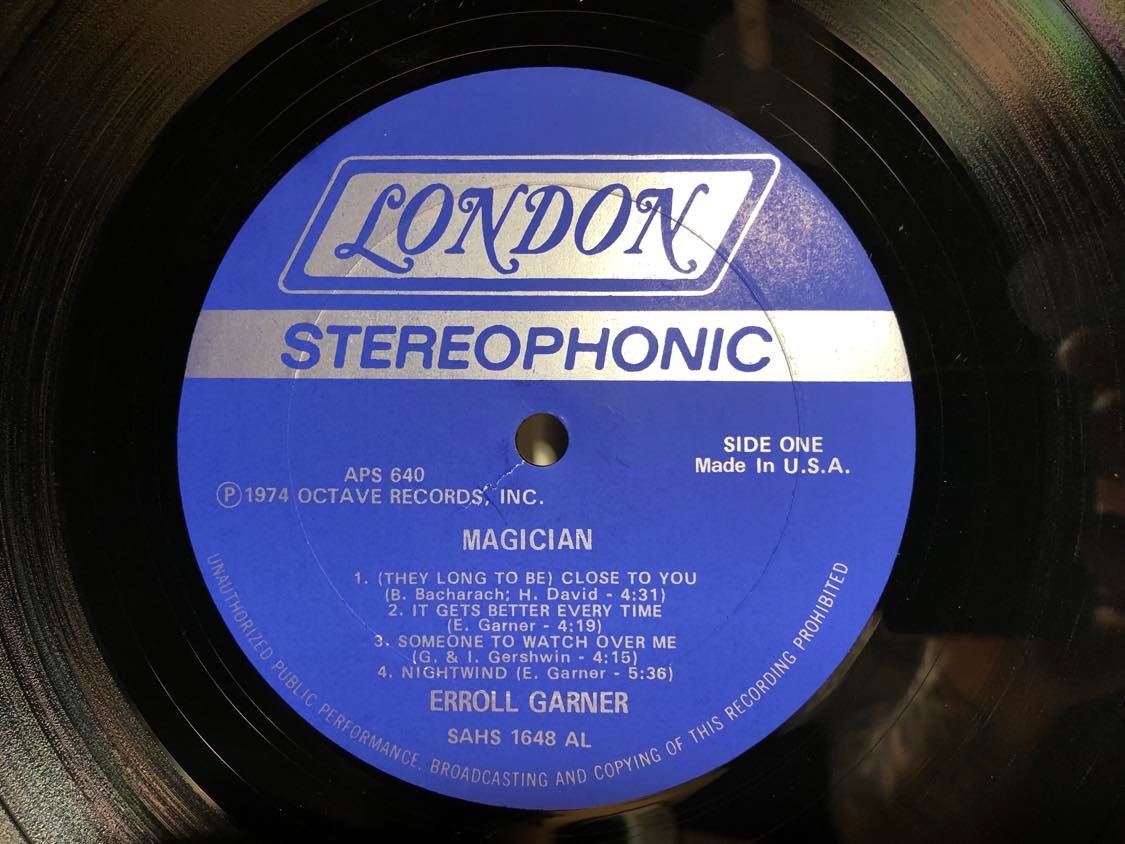 LONDON
STEREOPHONIC
SIDE ONE
Made In U.S.A.
APS 640
Ⓟ1974 OCTAVE RECORDS, INC.
MAGICIAN
1. (THEY LONG TO BE) CLOSE TO YOU
(B. Bacharach; H. David - 4:31)
2. IT GETS BETTER EVERY TIME
(E. Garner - 4:19)
3. SOMEONE TO WATCH OVER ME
(G. & I. Gershwin - 4:15)
4. NIGHTWIND (E. Garner - 5:36)
ERROLL GARNER
SAHS 1648 AL
UNAUTHORIZED PUBLIC PERFORMANCE, BROADCASTING AND COPYING OF THIS RECORDING PROHIBITED